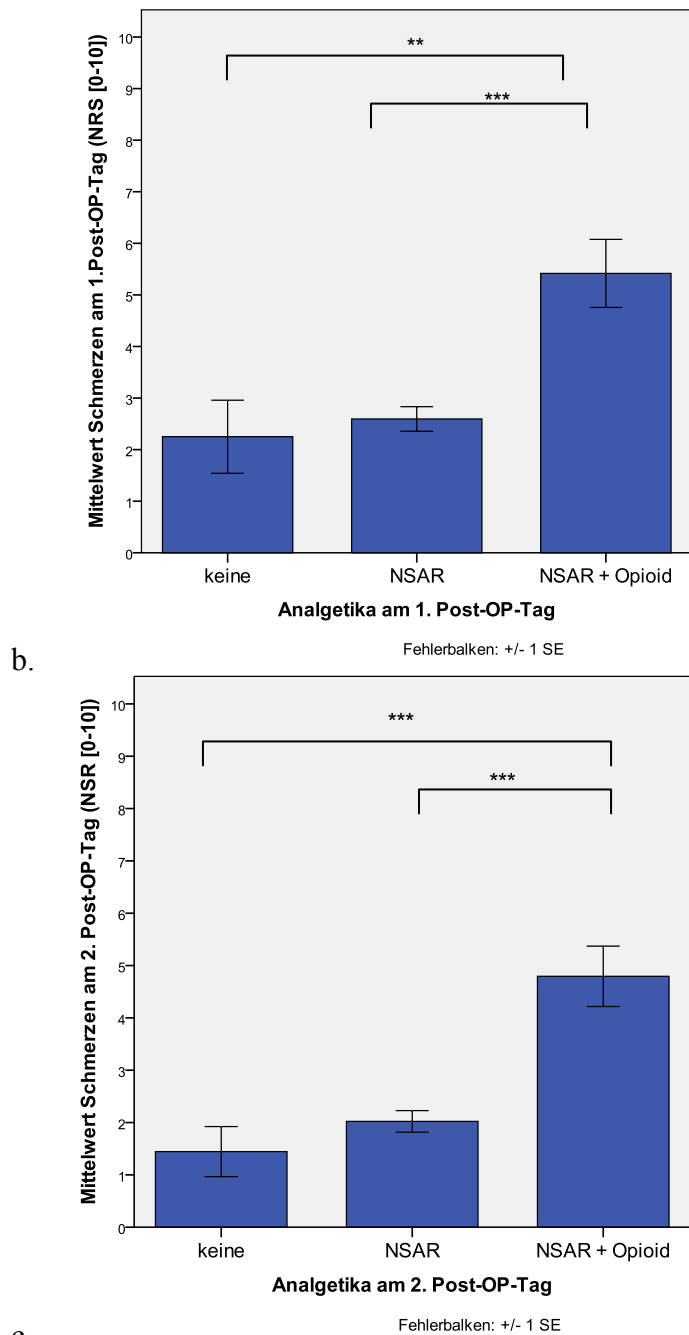 Mittelwert Schmerzen am 1.Post-OP-Tag (NRS [0-10])
10
9
8
7
6
5
4
3
2
1
0
**
***
keine NSAR NSAR + Opioid
Analgetika am 1. Post-OP-Tag
Fehlerbalken: +/- 1 SE
b.
Mittelwert Schmerzen am 2. Post-OP-Tag (NSR [0-10])
10
9
8
7
6
5
4
3
2
1
0
***
***
keine NSAR NSAR + Opioid
Analgetika am 2. Post-OP-Tag
Fehlerbalken: +/- 1 SE